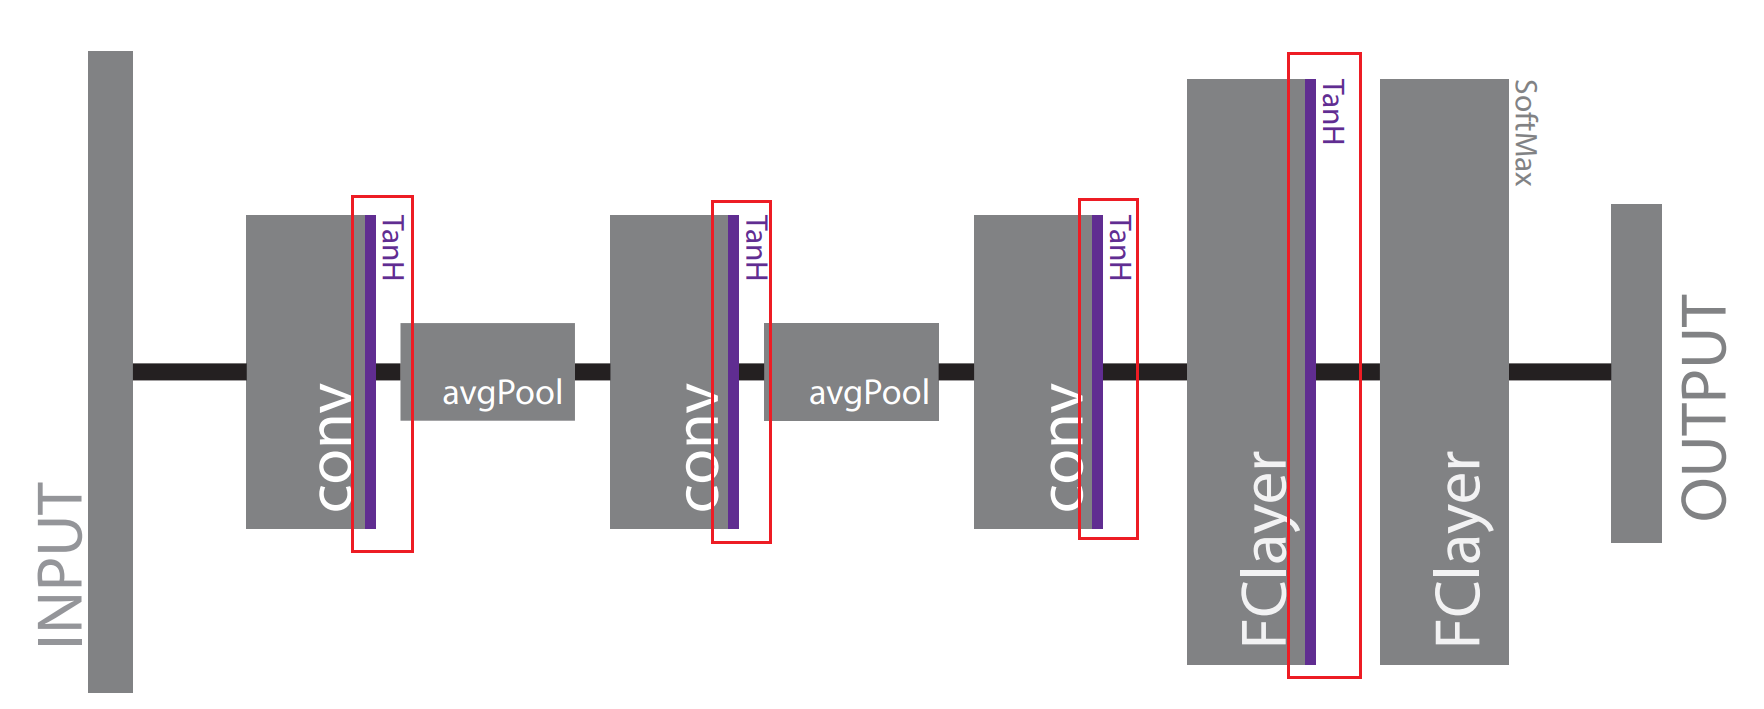 INPUT
conv
TanH
avgPool
conv
TanH
avgPool
conv
TanH
FClayer
TanH
FClayer
SoftMax
OUTPUT